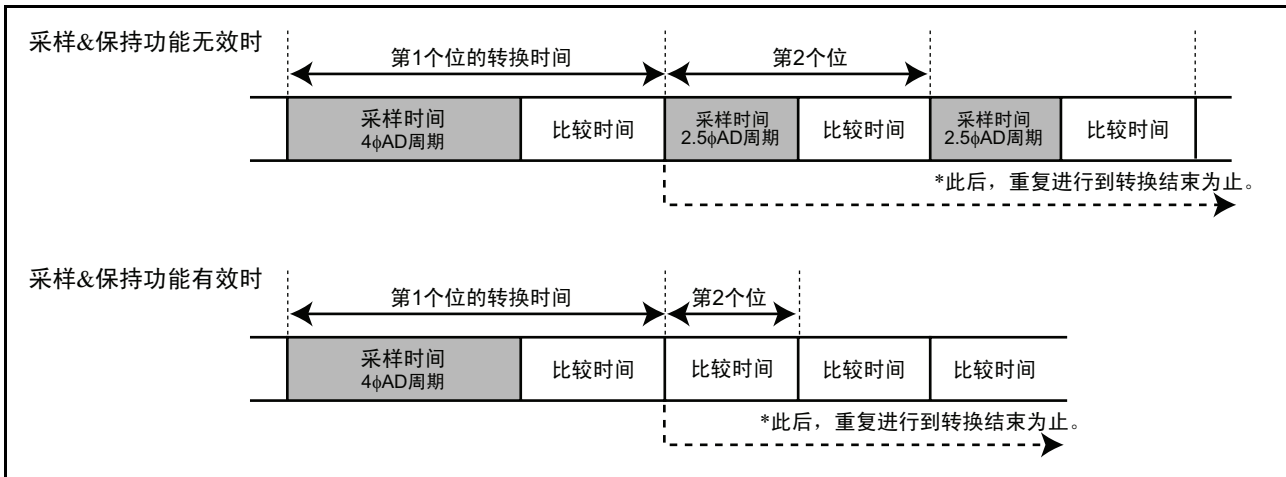 采样&保持功能无效时
第1个位的转换时间
第2个位
采样时间
4ϕAD周期
比较时间
采样时间
2.5ϕAD周期
比较时间
采样时间
2.5ϕAD周期
比较时间
*此后，重复进行到转换结束为止。
采样&保持功能有效时
第1个位的转换时间
第2个位
采样时间
4ϕAD周期
比较时间
比较时间
比较时间
比较时间
*此后，重复进行到转换结束为止。